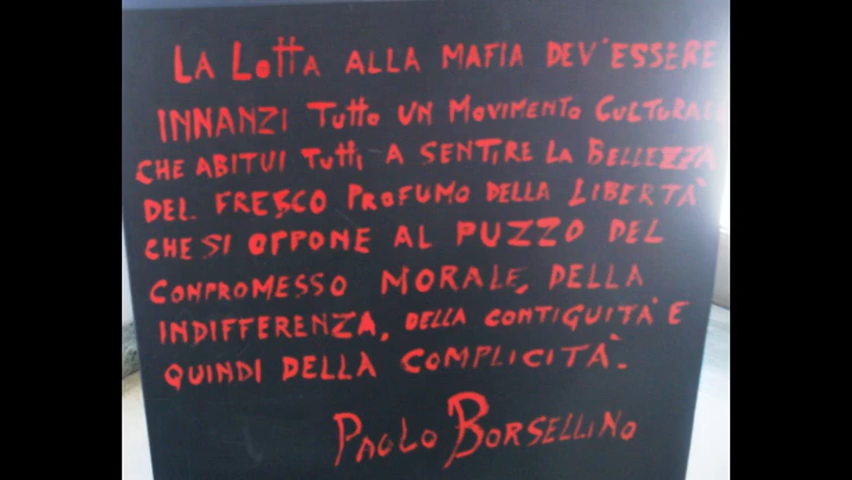 LA LOTTA ALLA MAFIA DEV'ESSERE
INNANZI TUTTO UN MOVIMENTO CULTURALE
CHE ABITUI TUTTI A SENTIRE LA BELLEZZA
DEL FRESCO PROFUMO DELLA LIBERTÀ
CHE SI OPPONE AL PUZZO DEL
COMPROMESSO MORALE, DELLA
INDIFFERENZA, DELLA CONTIGUITÀ E
QUINDI DELLA COMPLICITÀ.
PAOLO BORSELLINO